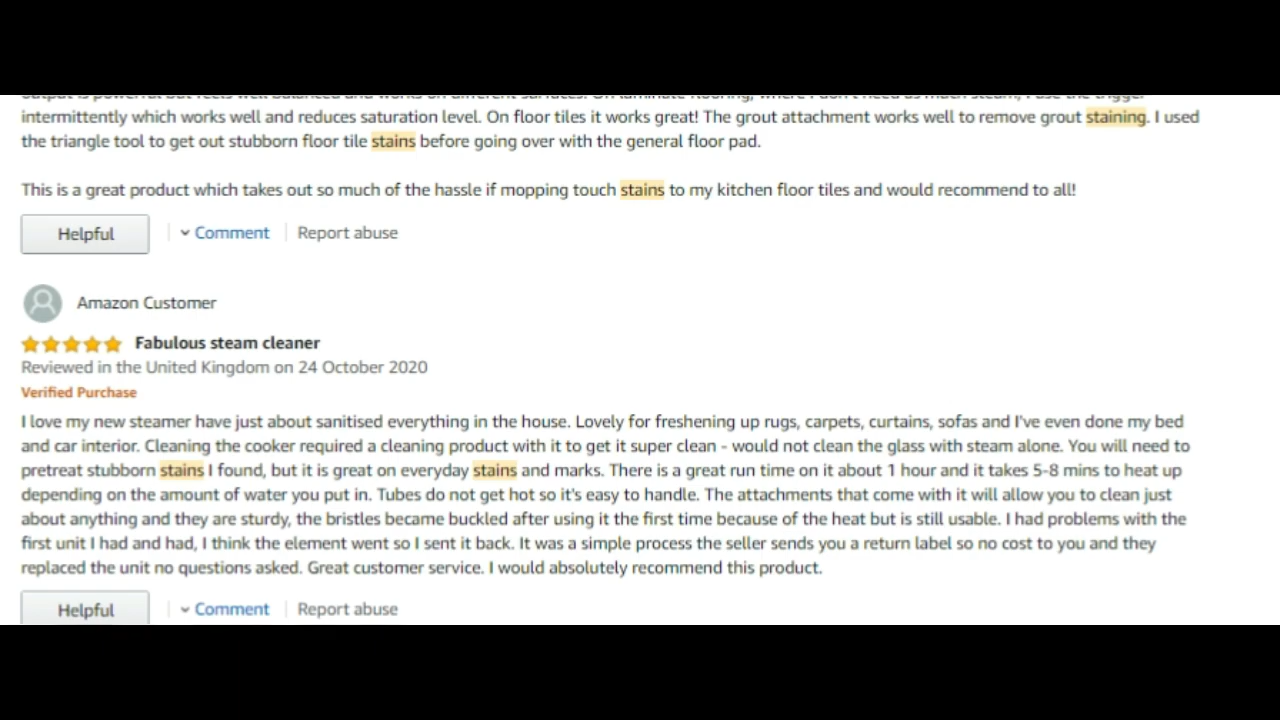 intermittently which works well and reduces saturation level. On floor tiles it works great! The grout attachment works well to remove grout staining. I used
the triangle tool to get out stubborn floor tile stains before going over with the general floor pad.
This is a great product which takes out so much of the hassle if mopping touch stains to my kitchen floor tiles and would recommend to all!
Helpful
Comment
Report abuse
Amazon Customer
Fabulous steam cleaner
Reviewed in the United Kingdom on 24 October 2020
Verified Purchase
I love my new steamer have just about sanitised everything in the house. Lovely for freshening up rugs, carpets, curtains, sofas and I've even done my bed
and car interior. Cleaning the cooker required a cleaning product with it to get it super clean - would not clean the glass with steam alone. You will need to
pretreat stubborn stains I found, but it is great on everyday stains and marks. There is a great run time on it about 1 hour and it takes 5-8 mins to heat up
depending on the amount of water you put in. Tubes do not get hot so it's easy to handle. The attachments that come with it will allow you to clean just
about anything and they are sturdy, the bristles became buckled after using it the first time because of the heat but is still usable. I had problems with the
first unit I had and had, I think the element went so I sent it back. It was a simple process the seller sends you a return label so no cost to you and they
replaced the unit no questions asked. Great customer service. I would absolutely recommend this product.
Helpful
Comment
Report abuse